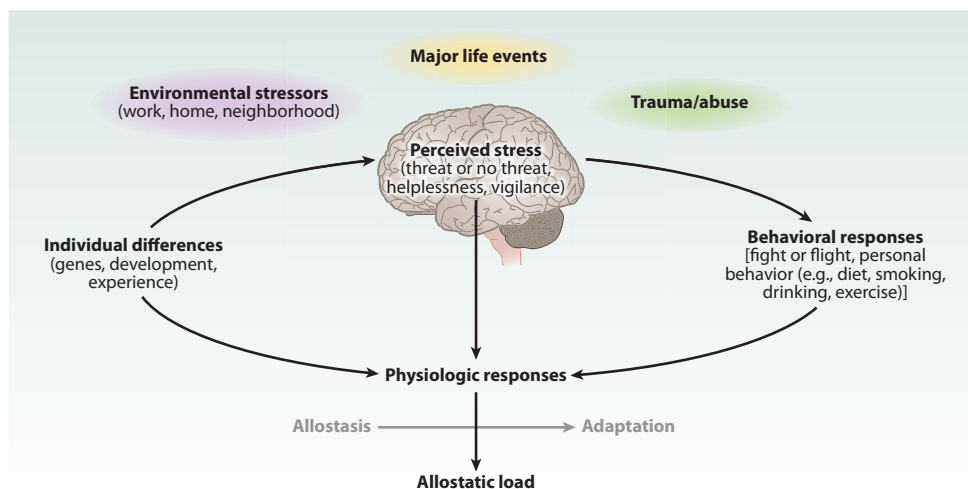 Major life events
Environmental stressors
(work, home, neighborhood)
Trauma/abuse
Perceived stress
(threat or no threat,
helplessness, vigilance)
Individual differences
(genes, development,
experience)
Behavioral responses
[fight or flight, personal
behavior (e.g., diet, smoking,
drinking, exercise)]
Physiologic responses
Allostasis
Adaptation
Allostatic load